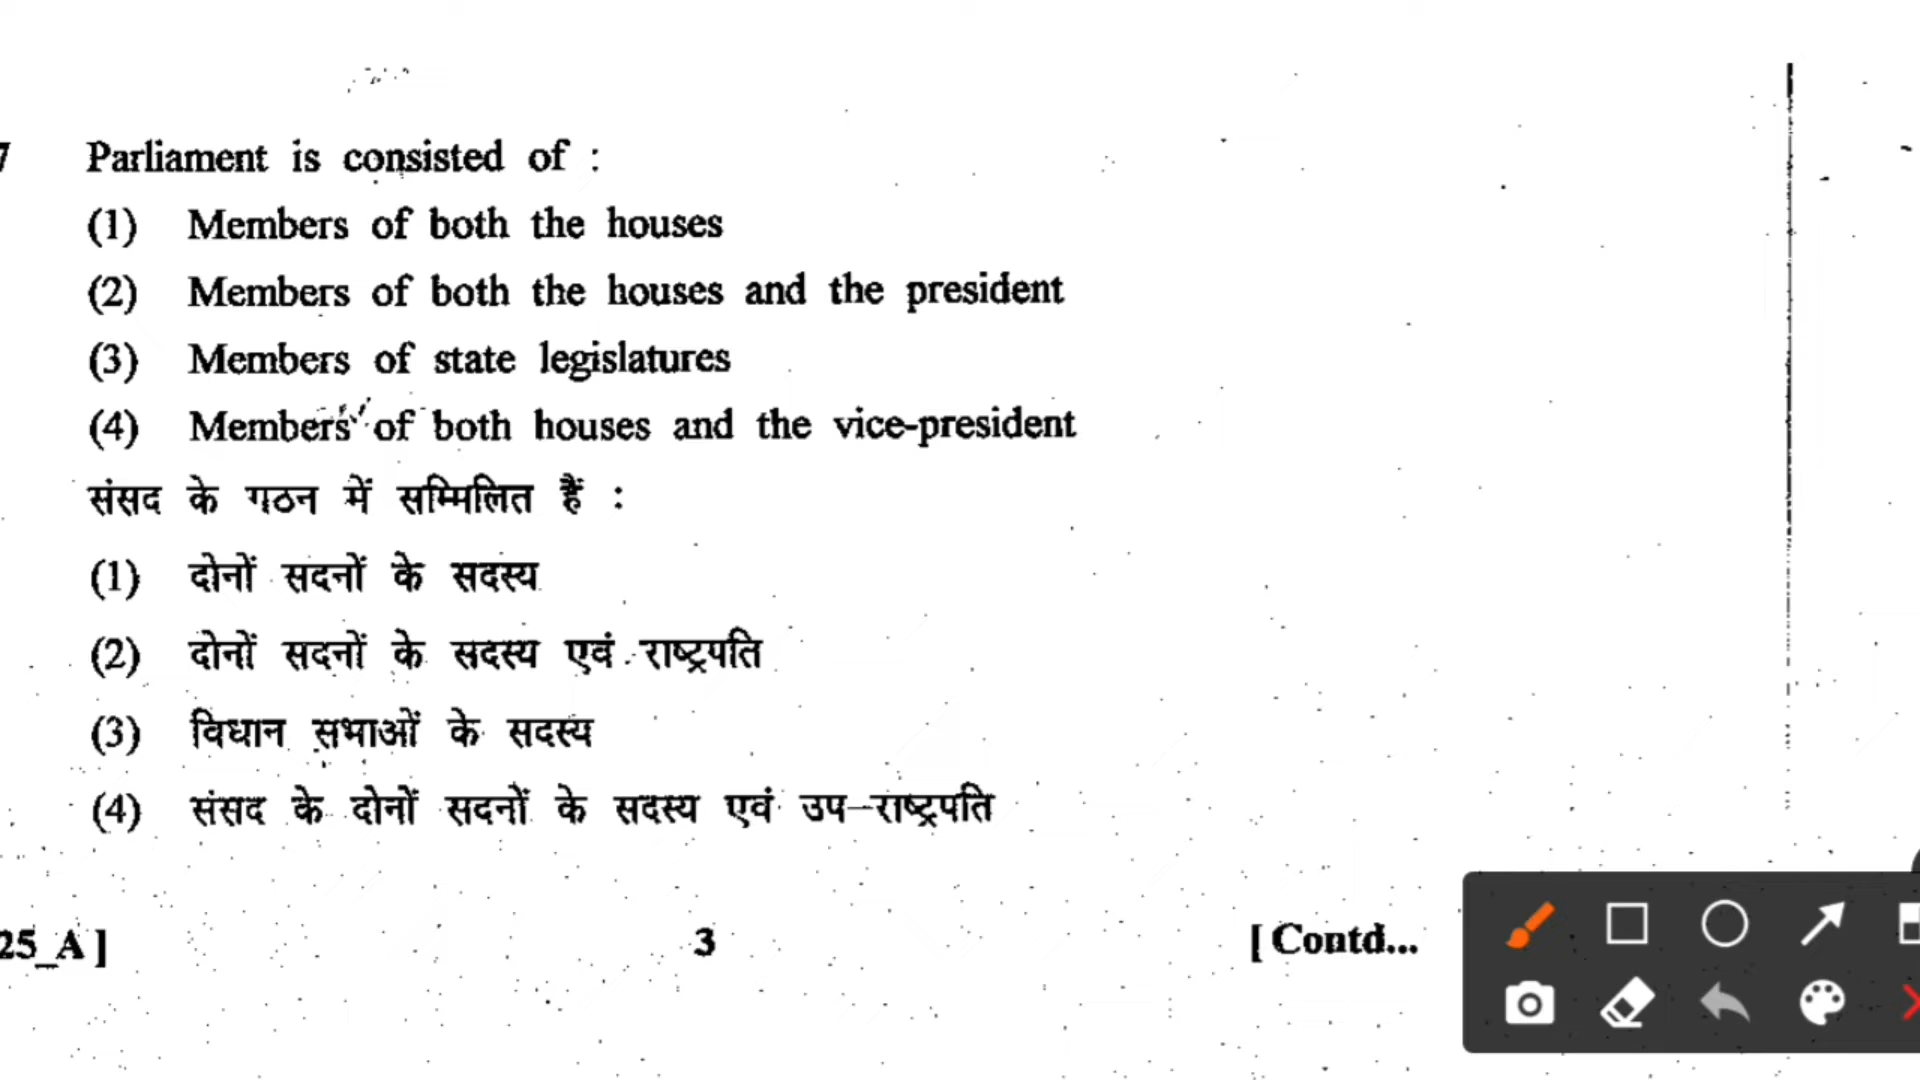 7 Parliament is consisted of :
(1) Members of both the houses
(2) Members of both the houses and the president
(3) Members of state legislatures
(4) Members of both houses and the vice-president
संसद के गठन में सम्मिलित हैं :
(1) दोनों सदनों के सदस्य
(2) दोनों सदनों के सदस्य एवं राष्ट्रपति
(3) विधान सभाओं के सदस्य
(4) संसद के दोनों सदनों के सदस्य एवं उप-राष्ट्रपति
25_A ] 3 [ Contd...